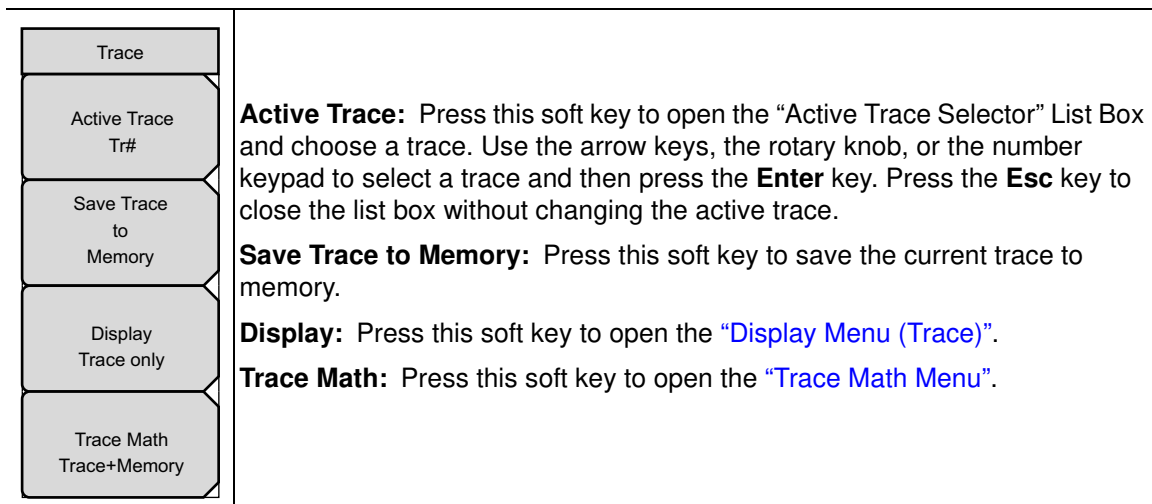 Trace
Active Trace
Tr#
Save Trace
to
Memory
Display
Trace only
Trace Math
Trace+Memory
Active Trace: Press this soft key to open the “Active Trace Selector” List Box
and choose a trace. Use the arrow keys, the rotary knob, or the number
keypad to select a trace and then press the Enter key. Press the Esc key to
close the list box without changing the active trace.
Save Trace to Memory: Press this soft key to save the current trace to
memory.
Display: Press this soft key to open the “Display Menu (Trace)”.
Trace Math: Press this soft key to open the “Trace Math Menu”.